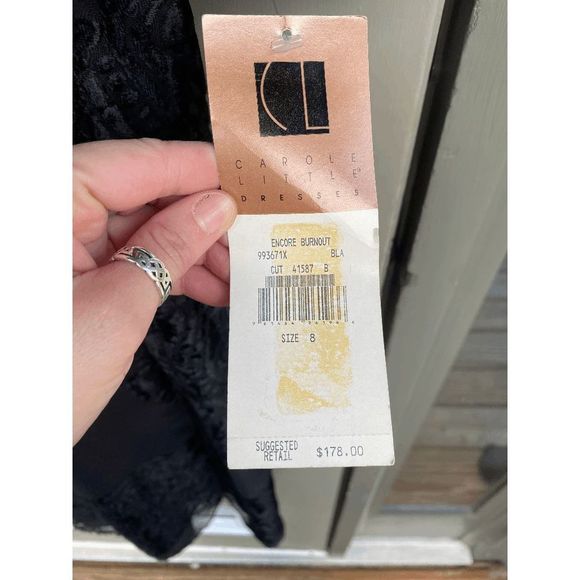 CL
CAROLE
LITTLE
DRESSES
ENCORE BURNOUT
993671X BLA
CUT 41587 B
SIZE 8
SUGGESTED
RETAIL $178.00